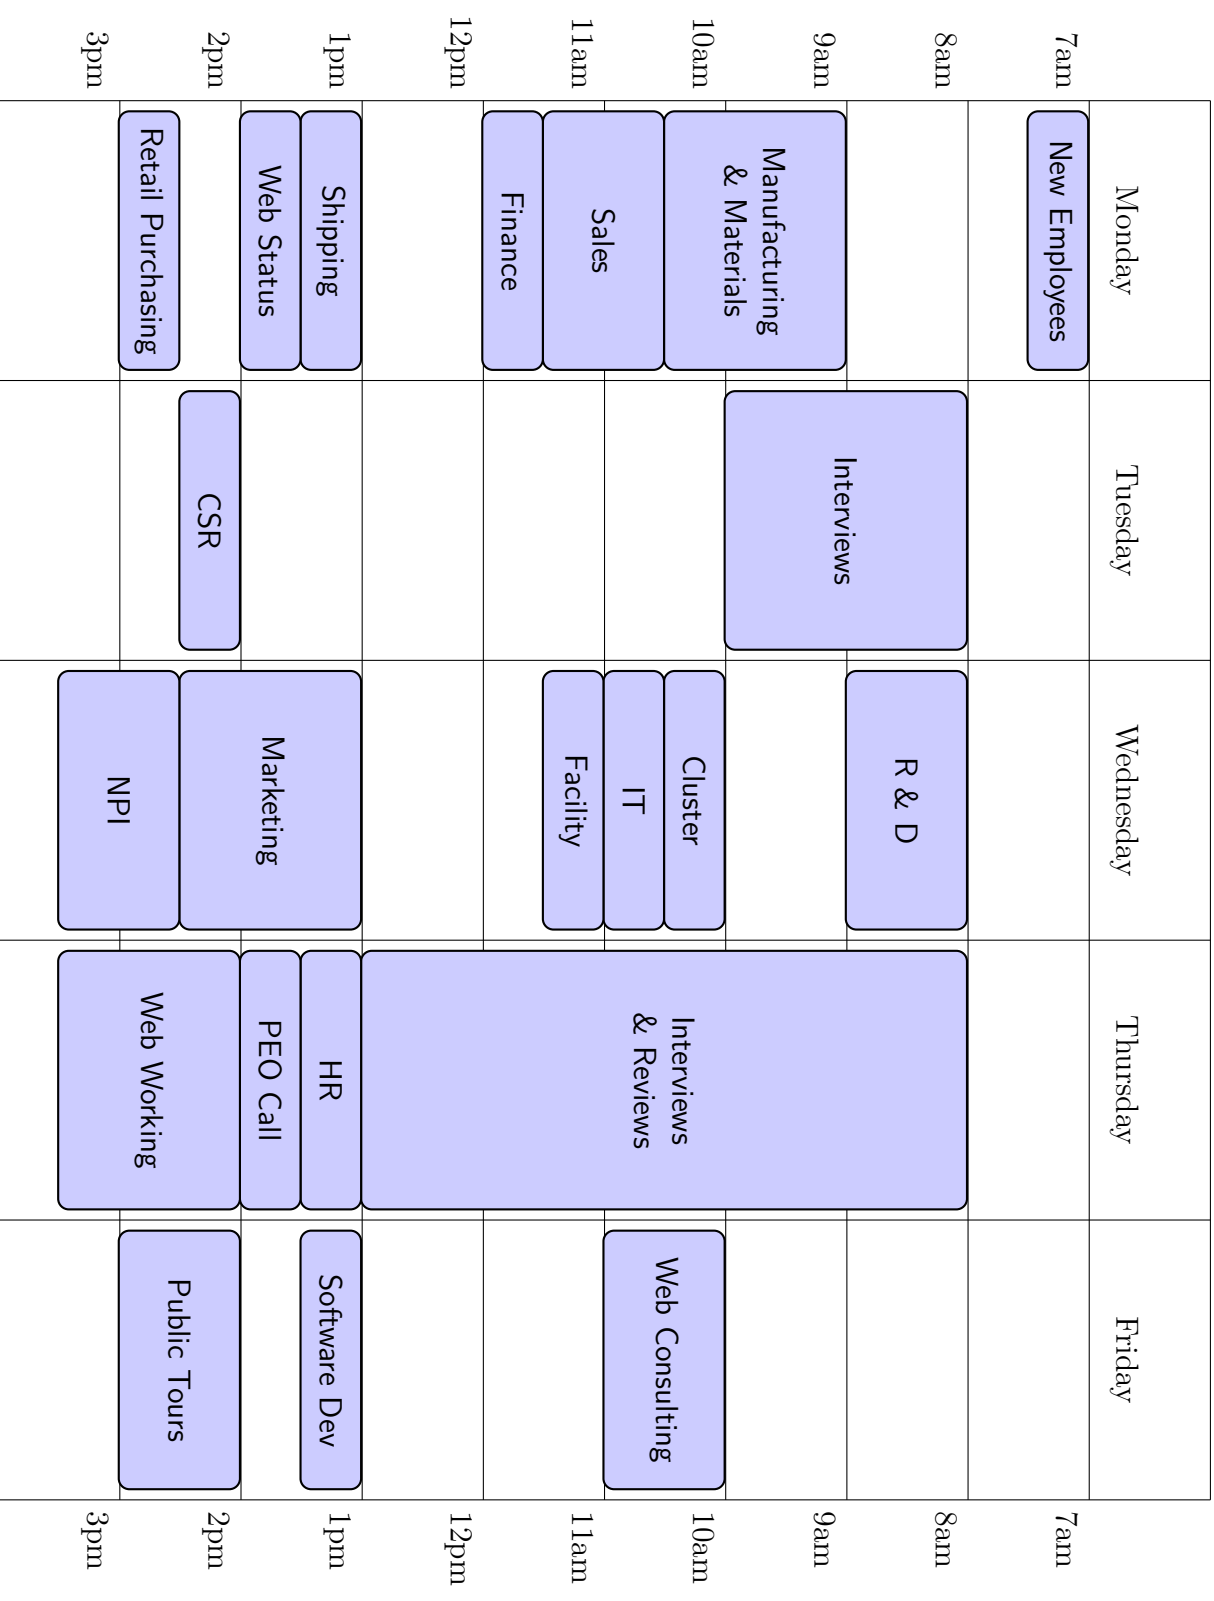 Monday
Tuesday
Wednesday
Thursday
Friday
7am
New Employees
7am
8am
Interviews
R & D
Interviews
& Reviews
8am
9am
Manufacturing
& Materials
9am
10am
Cluster
Web Consulting
10am
Sales
11am
IT
Facility
11am
Finance
12pm
12pm
1pm
Shipping
Marketing
HR
Software Dev
1pm
Web Status
PEO Call
2pm
CSR
Web Working
Public Tours
2pm
Retail Purchasing
NPI
3pm
3pm